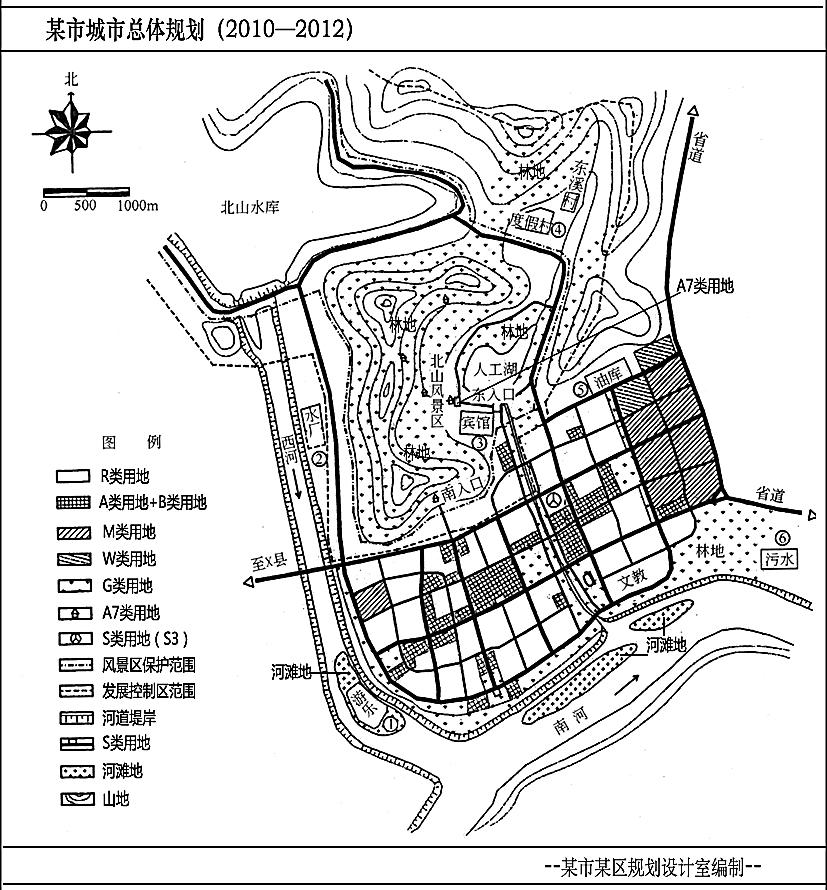 某市城市总体规划（2010—2012）
北
0 500 1000m
北山水库
省道
林地
东溪村
度假村④
A7类用地
林地
林地
人工湖
北山风景区
东入口
⑤油库
宾馆
③
水厂
②
西河
林地
南入口
省道
⑥
污水
林地
至X县
文教
河滩地
河滩地
游乐
①
南河
图 例
R类用地
A类用地+B类用地
M类用地
W类用地
G类用地
A7类用地
S类用地（S3）
风景区保护范围
发展控制区范围
河道堤岸
S类用地
河滩地
山地
--某市某区规划设计室编制--